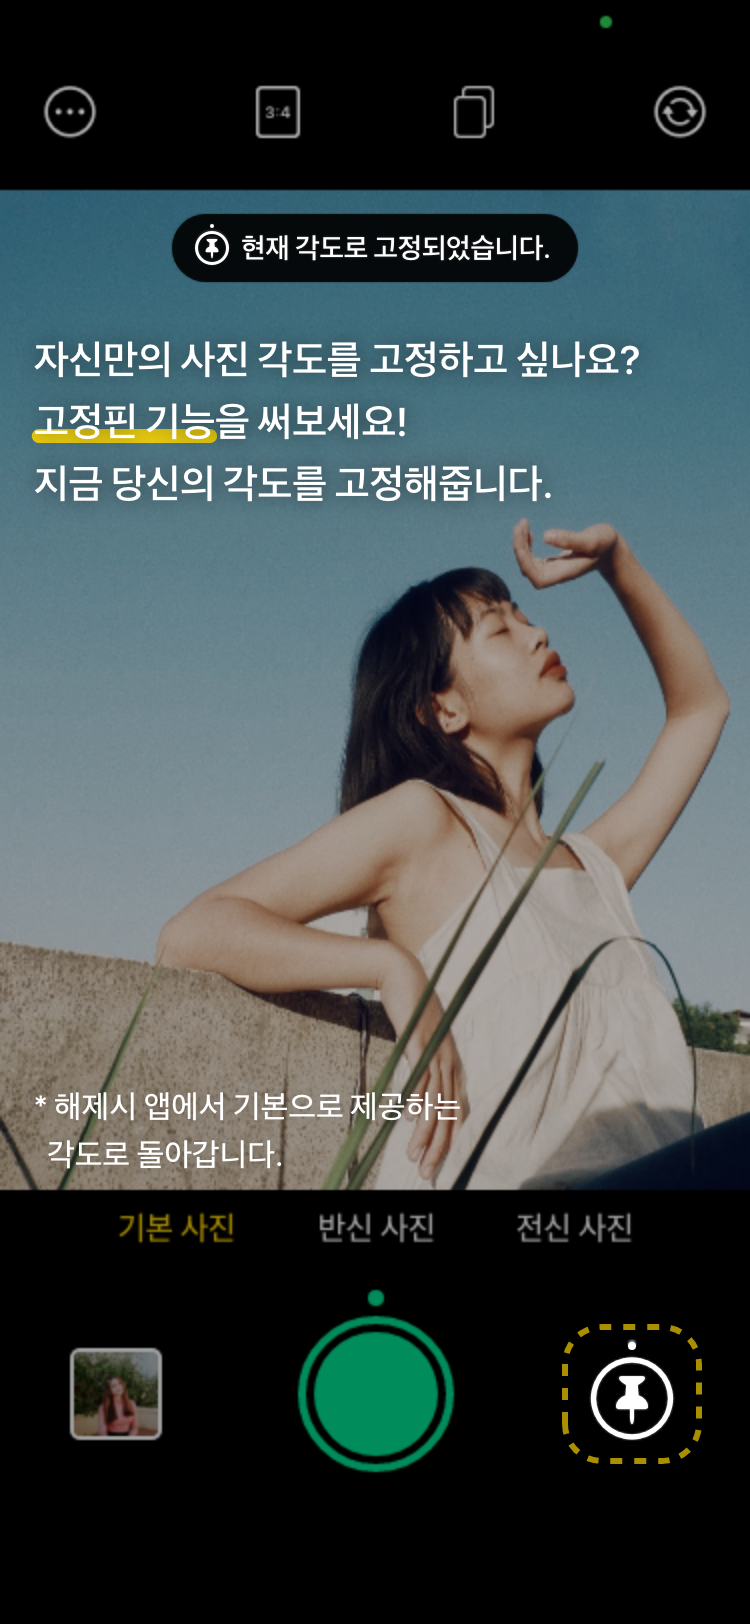 3:4
현재 각도로 고정되었습니다.
자신만의 사진 각도를 고정하고 싶나요?
고정핀 기능을 써보세요!
지금 당신의 각도를 고정해줍니다.
* 해제시 앱에서 기본으로 제공하는
각도로 돌아갑니다.
기본 사진 반신 사진 전신 사진